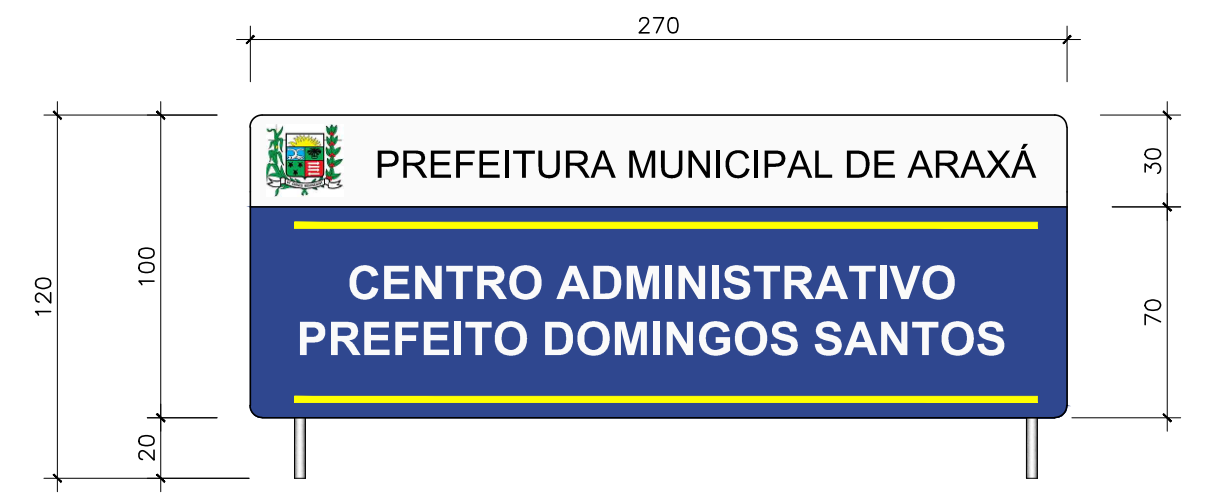 270
PREFEITURA MUNICIPAL DE ARAXÁ
30
CENTRO ADMINISTRATIVO
PREFEITO DOMINGOS SANTOS
100
120
70
20